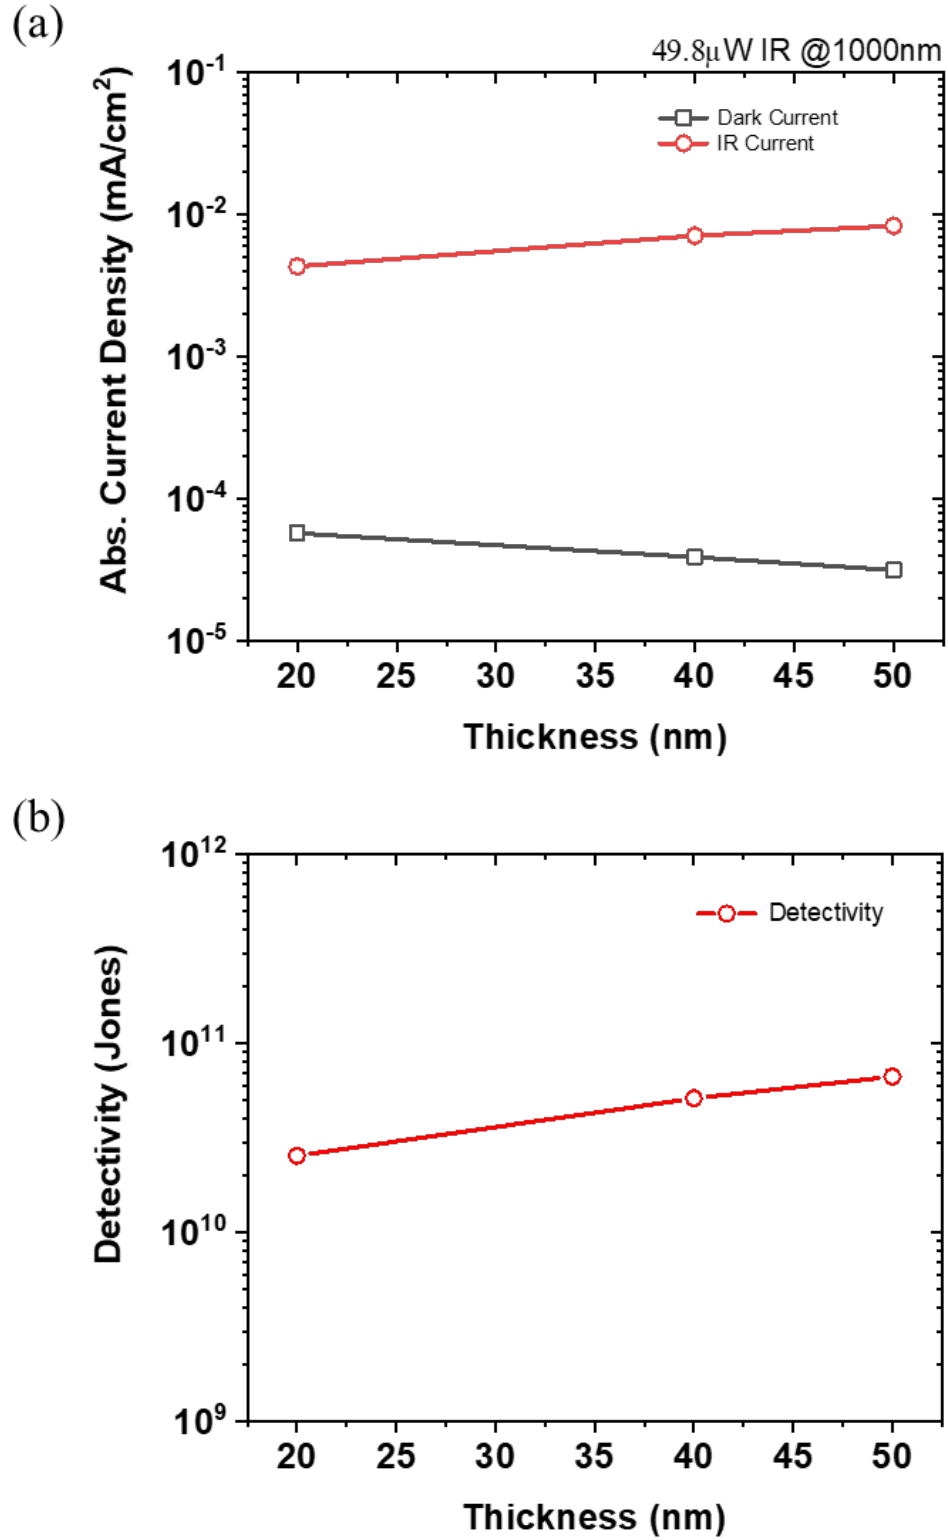 (a)
49.8μW IR @1000nm
Abs. Current Density (mA/cm²)
10⁻¹
10⁻²
10⁻³
10⁻⁴
10⁻⁵
Dark Current
IR Current
20 25 30 35 40 45 50
Thickness (nm)
(b)
Detectivity (Jones)
10¹²
10¹¹
10¹⁰
10⁹
Detectivity
20 25 30 35 40 45 50
Thickness (nm)